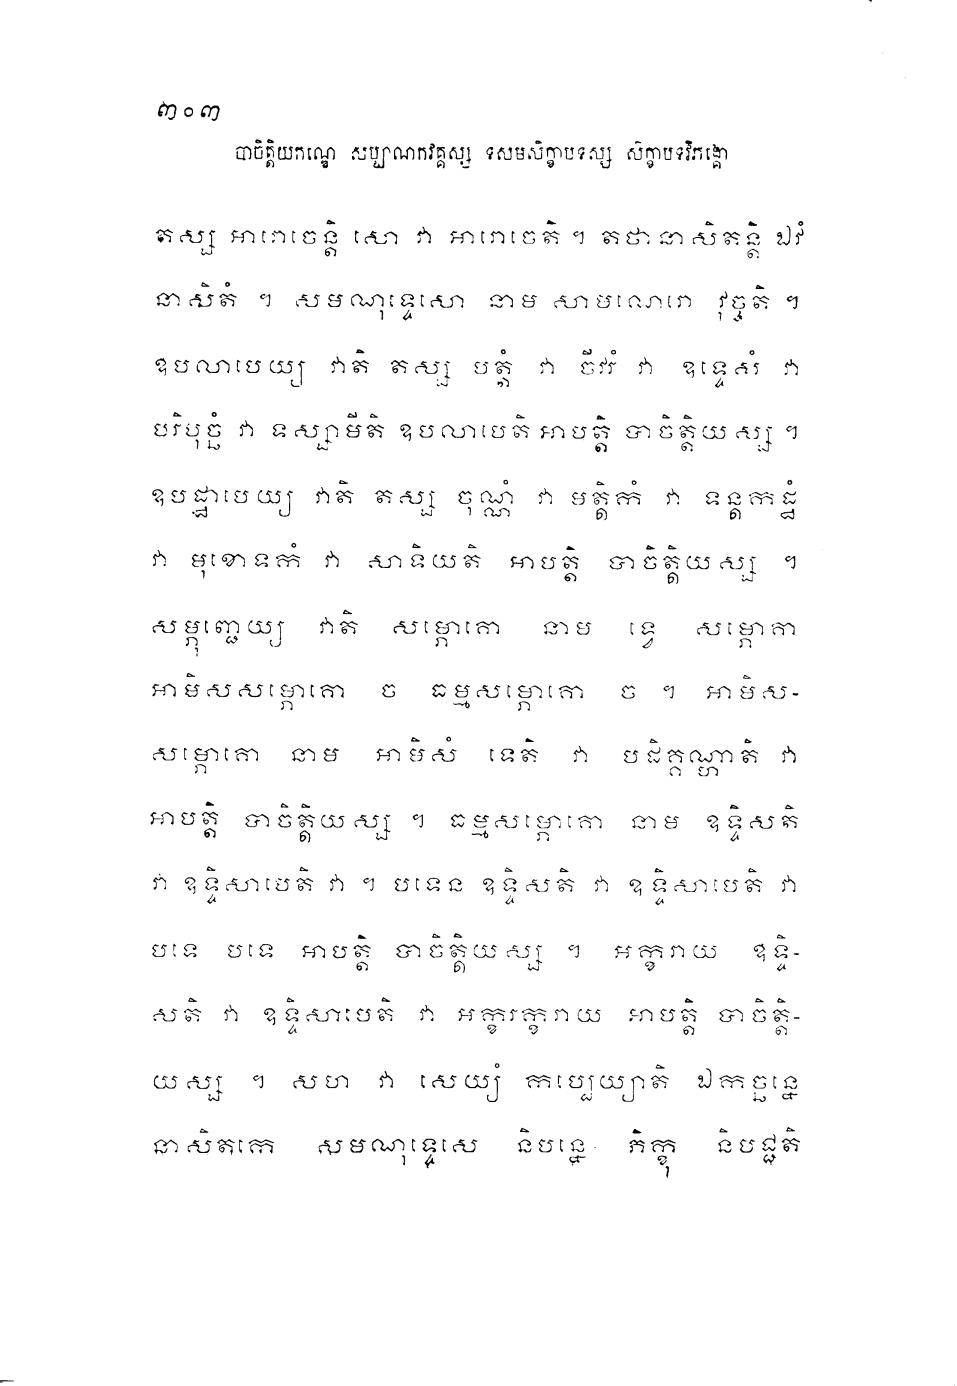 ៣០៣
បាចិត្តិយកណ្ឌេ សប្បាណកវគ្គស្ស ទសមសិក្ខាបទស្ស សិក្ខាបទវិភង្គោ
តស្ស អារោចេន្តិ សោ វា អារោចេតិ ។ តថានាសិតន្តិ ឯវំ
នាសិតំ ។ សមណុទ្ទេសោ នាម សាមណេរោ វុច្ចតិ ។
ឧបលាបេយ្យ វាតិ តស្ស បត្តំ វា ចីវរំ វា ឧទ្ទេសំ វា
បរិបុច្ឆំ វា ទស្សាមីតិ ឧបលាបេតិ អាបត្តិ បាចិត្តិយស្ស ។
ឧបដ្ឋាបេយ្យ វាតិ តស្ស ចុណ្ណំ វា មត្តិកំ វា ទន្តកដ្ឋំ
វា មុខោទកំ វា សាទិយតិ អាបត្តិ បាចិត្តិយស្ស ។
សម្ភុញ្ជេយ្យ វាតិ សម្ភោគោ នាម ទ្វេ សម្ភោគា
អាមិសសម្ភោគោ ច ធម្មសម្ភោគោ ច ។ អាមិស-
សម្ភោគោ នាម អាមិសំ ទេតិ វា បដិគ្គណ្ហាតិ វា
អាបត្តិ បាចិត្តិយស្ស ។ ធម្មសម្ភោគោ នាម ឧទ្ទិសតិ
វា ឧទ្ទិសាបេតិ វា ។ បទេន ឧទ្ទិសតិ វា ឧទ្ទិសាបេតិ វា
បទេ បទេ អាបត្តិ បាចិត្តិយស្ស ។ អក្ខរាយ ឧទ្ទិ-
សតិ វា ឧទ្ទិសាបេតិ វា អក្ខរក្ខរាយ អាបត្តិ បាចិត្តិ-
យស្ស ។ សហ វា សេយ្យំ កប្បេយ្យាតិ ឯកច្ឆន្នេ
នាសិតកេ សមណុទ្ទេសេ និបន្នេ ភិក្ខុ និបជ្ជតិ